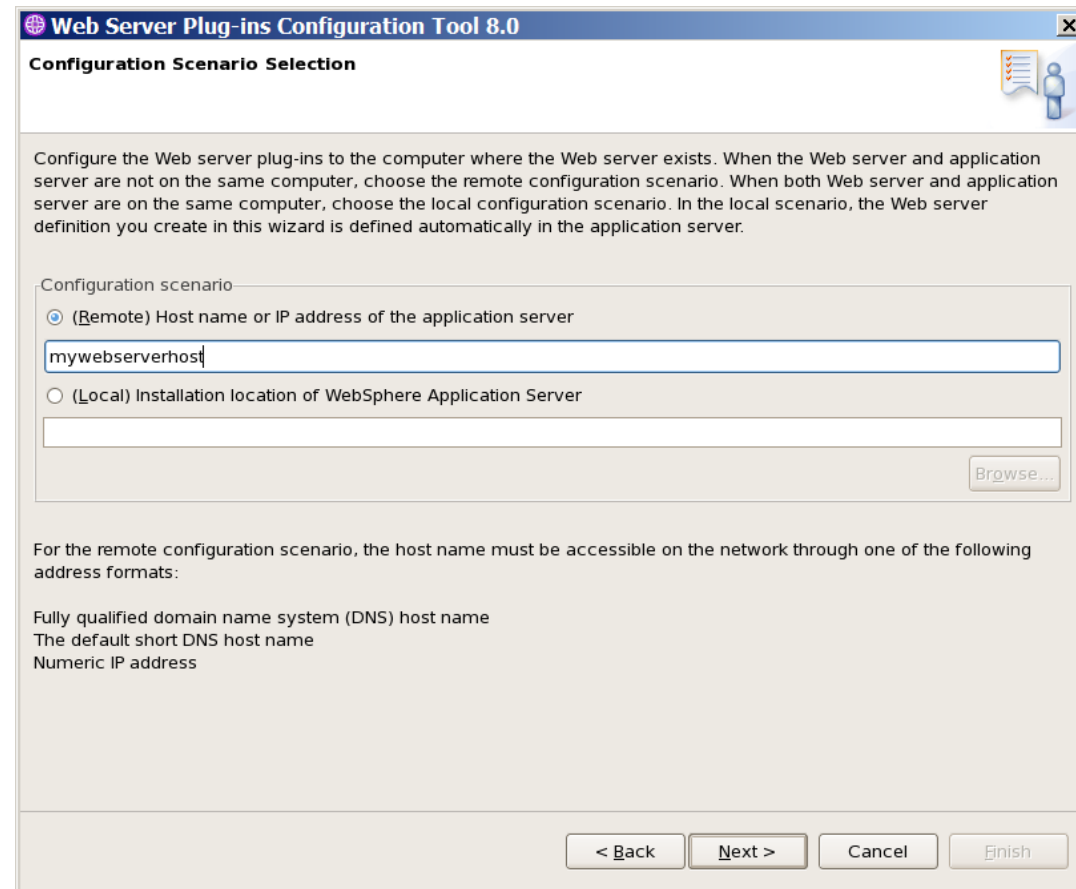 Web Server Plug-ins Configuration Tool 8.0
Configuration Scenario Selection
Configure the Web server plug-ins to the computer where the Web server exists. When the Web server and application
server are not on the same computer, choose the remote configuration scenario. When both Web server and application
server are on the same computer, choose the local configuration scenario. In the local scenario, the Web server
definition you create in this wizard is defined automatically in the application server.
Configuration scenario
(Remote) Host name or IP address of the application server
mywebserverhost
(Local) Installation location of WebSphere Application Server
Browse...
For the remote configuration scenario, the host name must be accessible on the network through one of the following
address formats:
Fully qualified domain name system (DNS) host name
The default short DNS host name
Numeric IP address
< Back Next > Cancel Finish